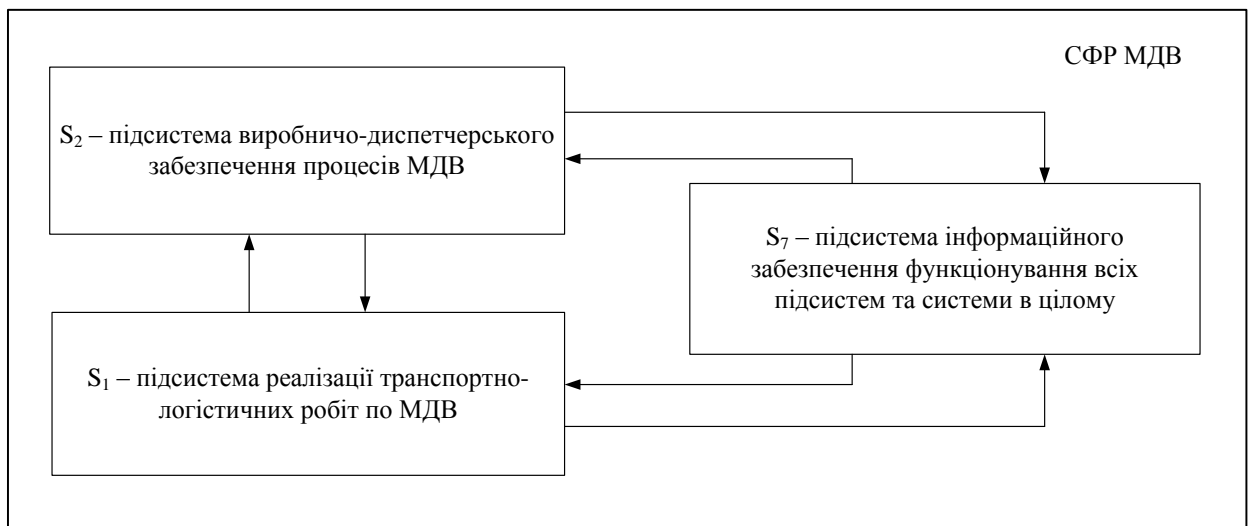 СФР МДВ
S₂ – підсистема виробничо-диспетчерського
забезпечення процесів МДВ
S₇ – підсистема інформаційного
забезпечення функціонування всіх
підсистем та системи в цілому
S₁ – підсистема реалізації транспортно-
логістичних робіт по МДВ